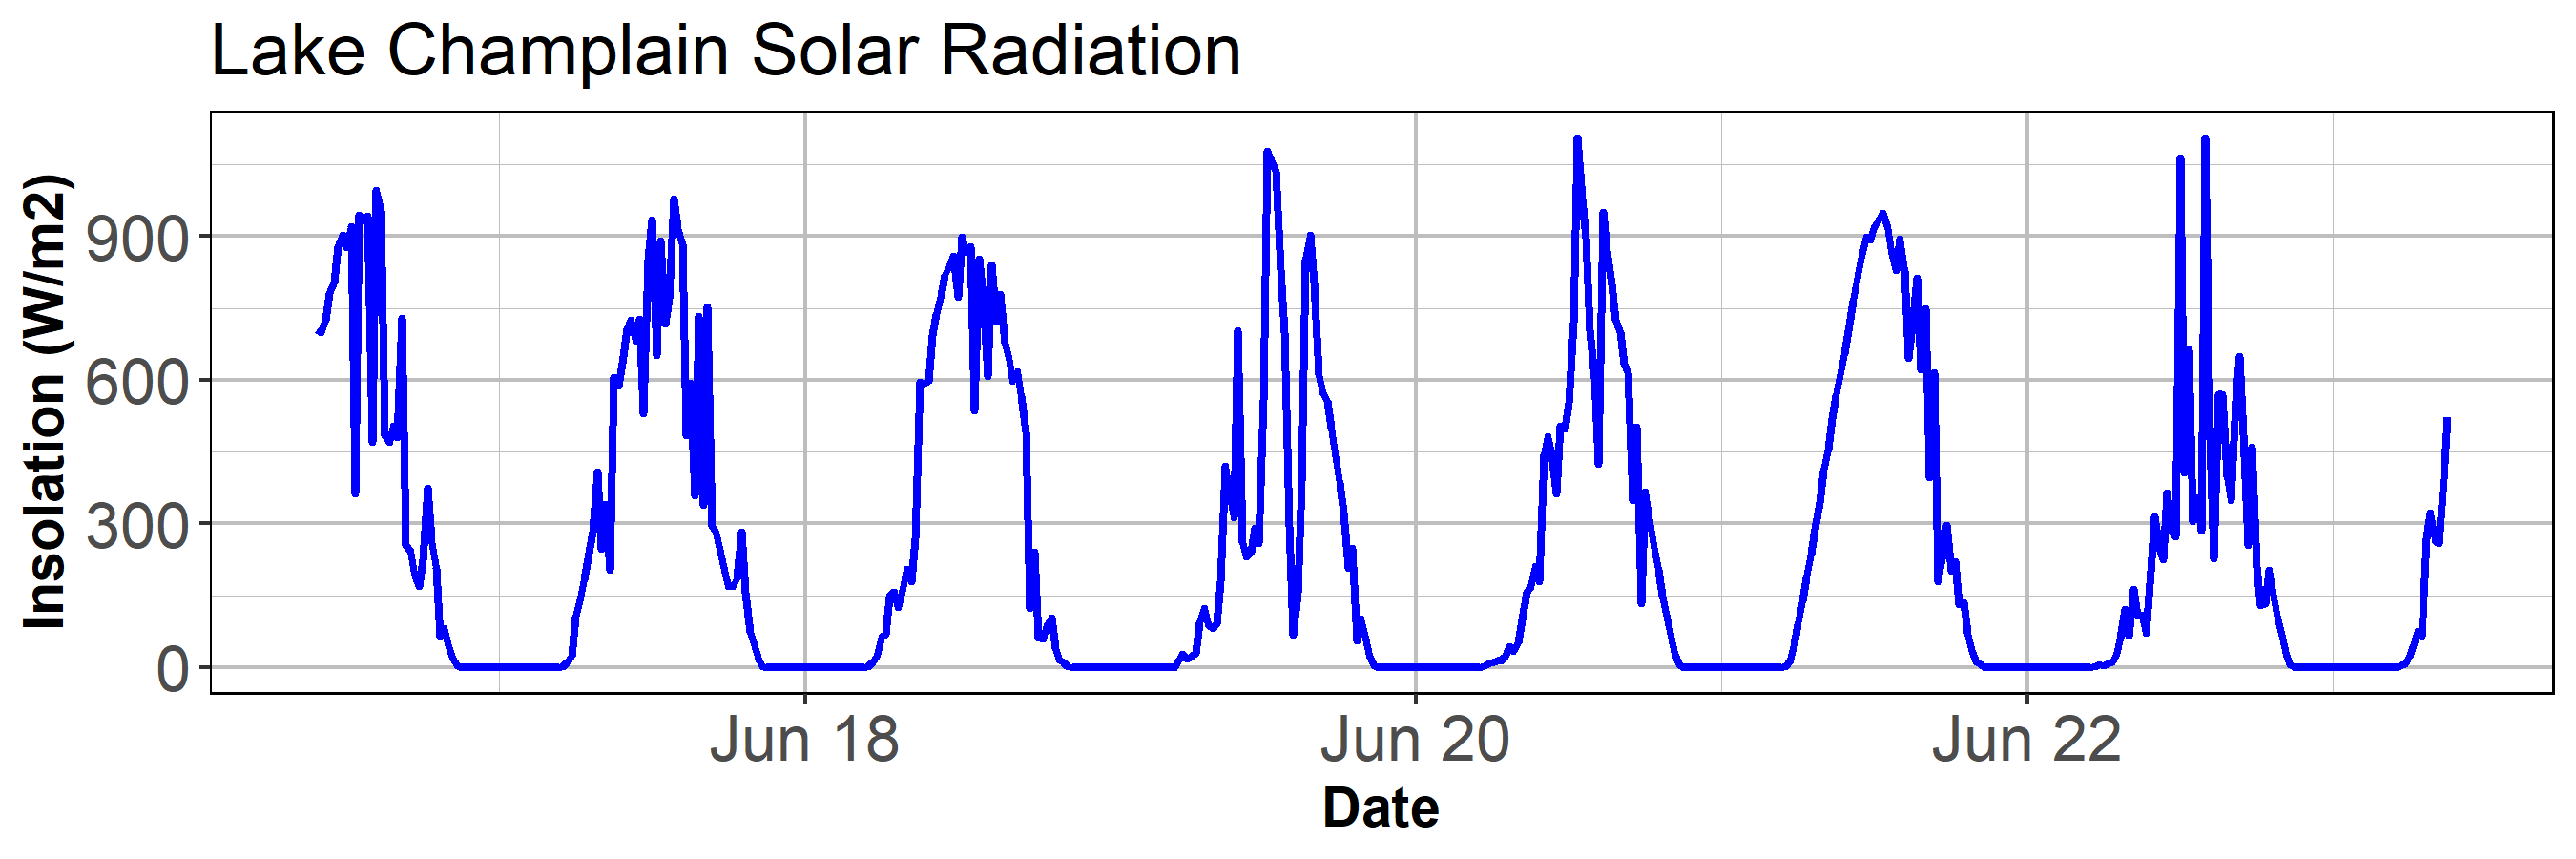 Lake Champlain Solar Radiation
Insolation (W/m2)
900
600
300
0
Jun 18
Jun 20
Jun 22
Date